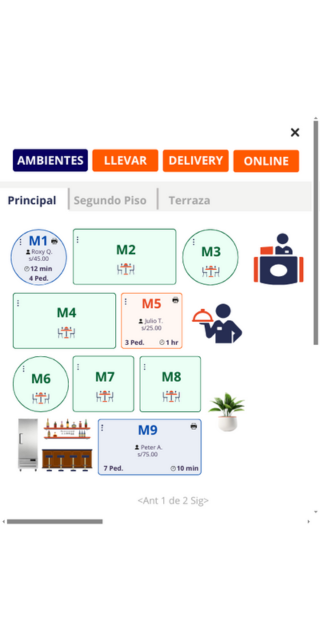 ×
AMBIENTES LLEVAR DELIVERY ONLINE
Principal Segundo Piso Terraza
M1
Roxy Q.
s/45.00
12 min
4 Ped.
M2
M3
M4
M5
Julio T.
s/25.00
3 Ped. 1 hr
M6
M7
M8
M9
Peter A.
s/75.00
7 Ped. 10 min
<Ant 1 de 2 Sig>